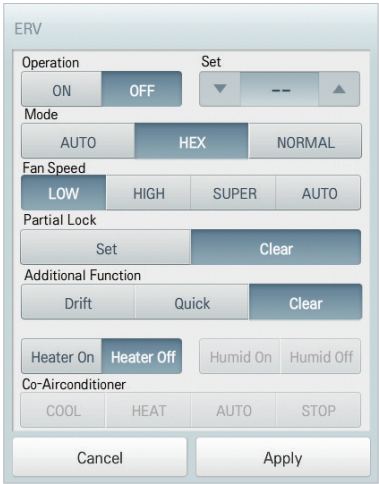 ERV
Operation Set
ON OFF ▼ -- ▲
Mode
AUTO HEX NORMAL
Fan Speed
LOW HIGH SUPER AUTO
Partial Lock
Set Clear
Additional Function
Drift Quick Clear
Heater On Heater Off Humid On Humid Off
Co-Airconditioner
COOL HEAT AUTO STOP
Cancel Apply